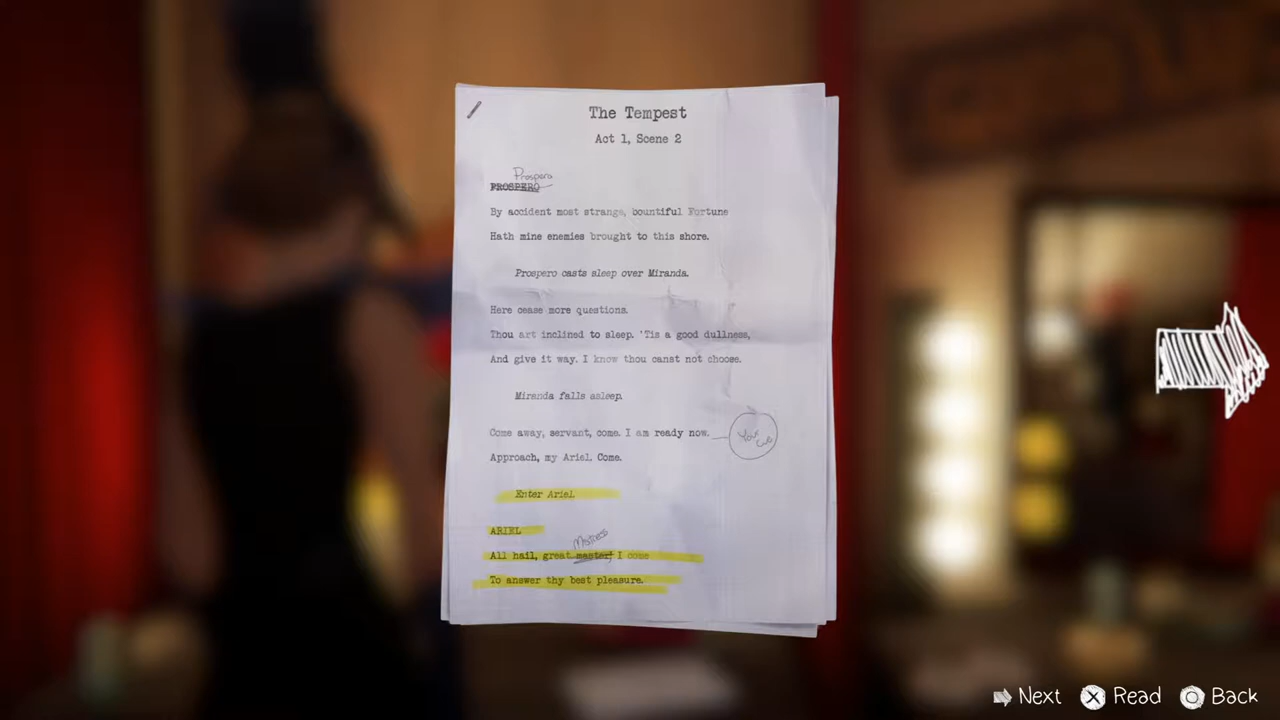 The Tempest
Act 1, Scene 2
Prospera
PROSPERO
By accident most strange, bountiful Fortune
Hath mine enemies brought to this shore.
Prospero casts sleep over Miranda.
Here cease more questions.
Thou art inclined to sleep. 'Tis a good dullness,
And give it way. I know thou canst not choose.
Miranda falls asleep.
Come away, servant, come. I am ready now.
Your cue
Approach, my Ariel. Come.
Enter Ariel.
ARIEL
Mistress
All hail, great master, I come
To answer thy best pleasure.
Next Read Back